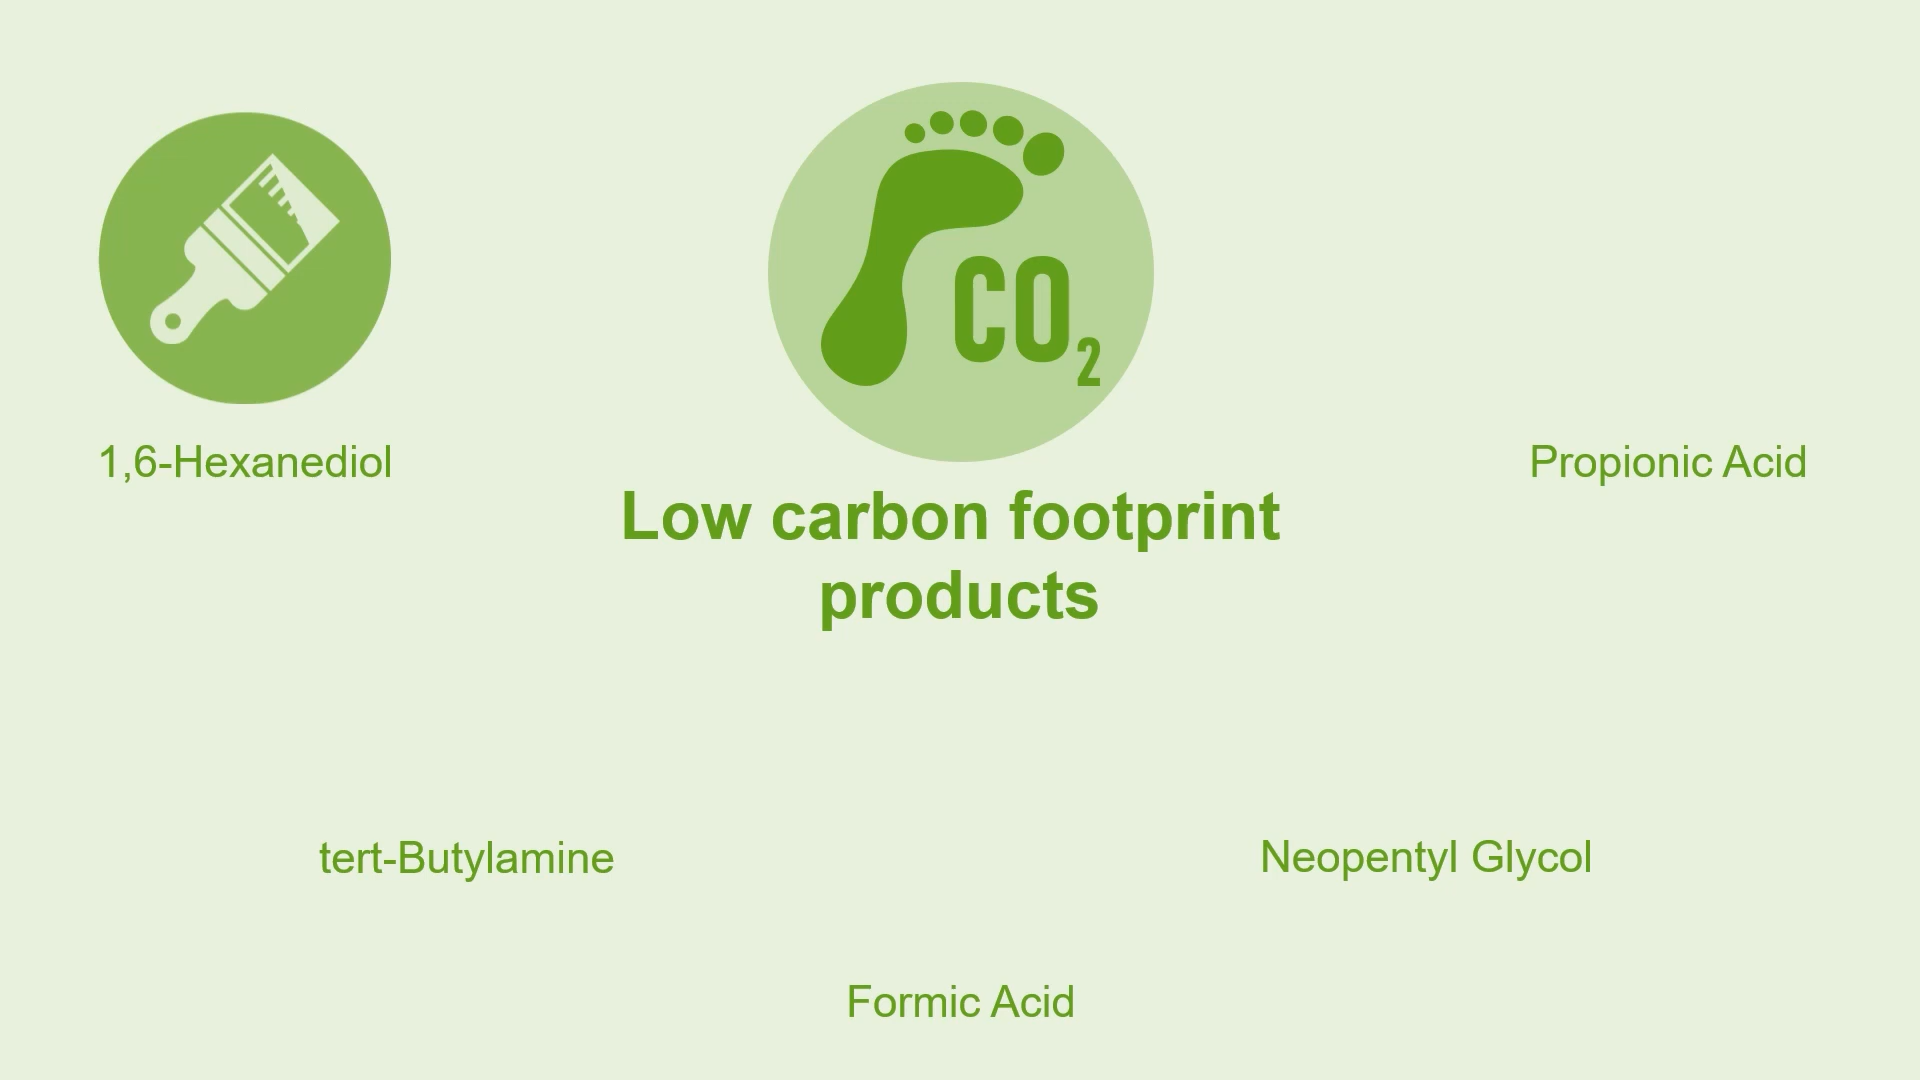 CO₂
1,6-Hexanediol
Propionic Acid
Low carbon footprint
products
tert-Butylamine
Neopentyl Glycol
Formic Acid